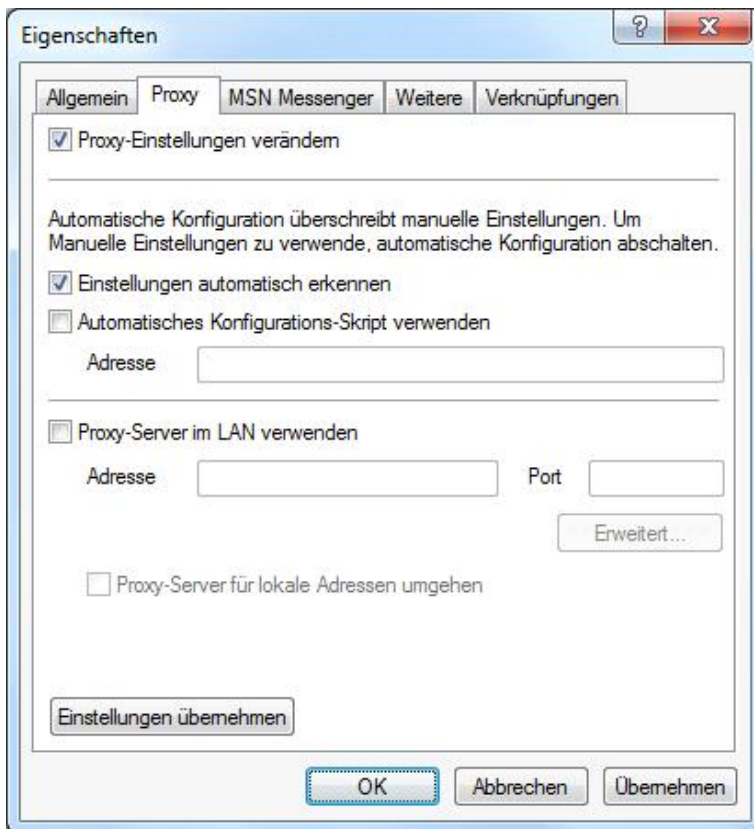 Eigenschaften
Allgemein Proxy MSN Messenger Weitere Verknüpfungen
Proxy-Einstellungen verändern
Automatische Konfiguration überschreibt manuelle Einstellungen. Um
Manuelle Einstellungen zu verwende, automatische Konfiguration abschalten.
Einstellungen automatisch erkennen
Automatisches Konfigurations-Skript verwenden
Adresse
Proxy-Server im LAN verwenden
Adresse Port
Erweitert...
Proxy-Server für lokale Adressen umgehen
Einstellungen übernehmen
OK Abbrechen Übernehmen